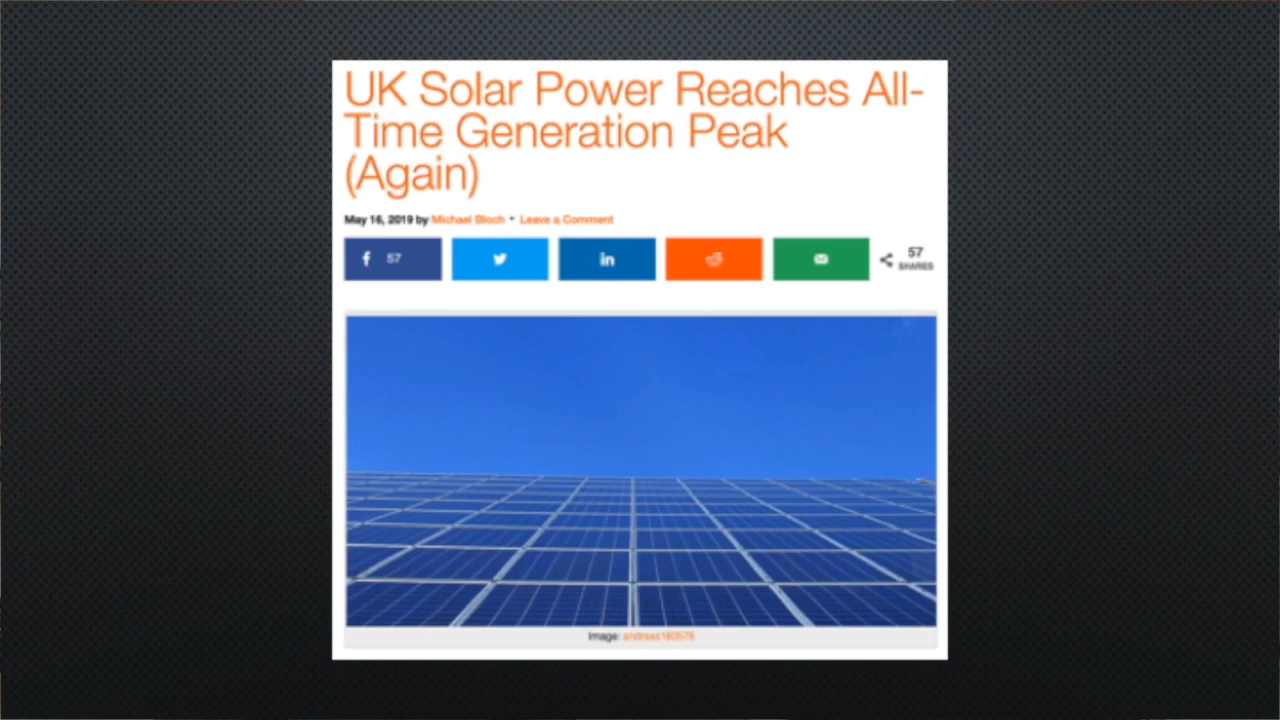 UK Solar Power Reaches All-
Time Generation Peak
(Again)
May 16, 2019 by Michael Bloch • Leave a Comment
57
57
SHARES
Image: andreas160578